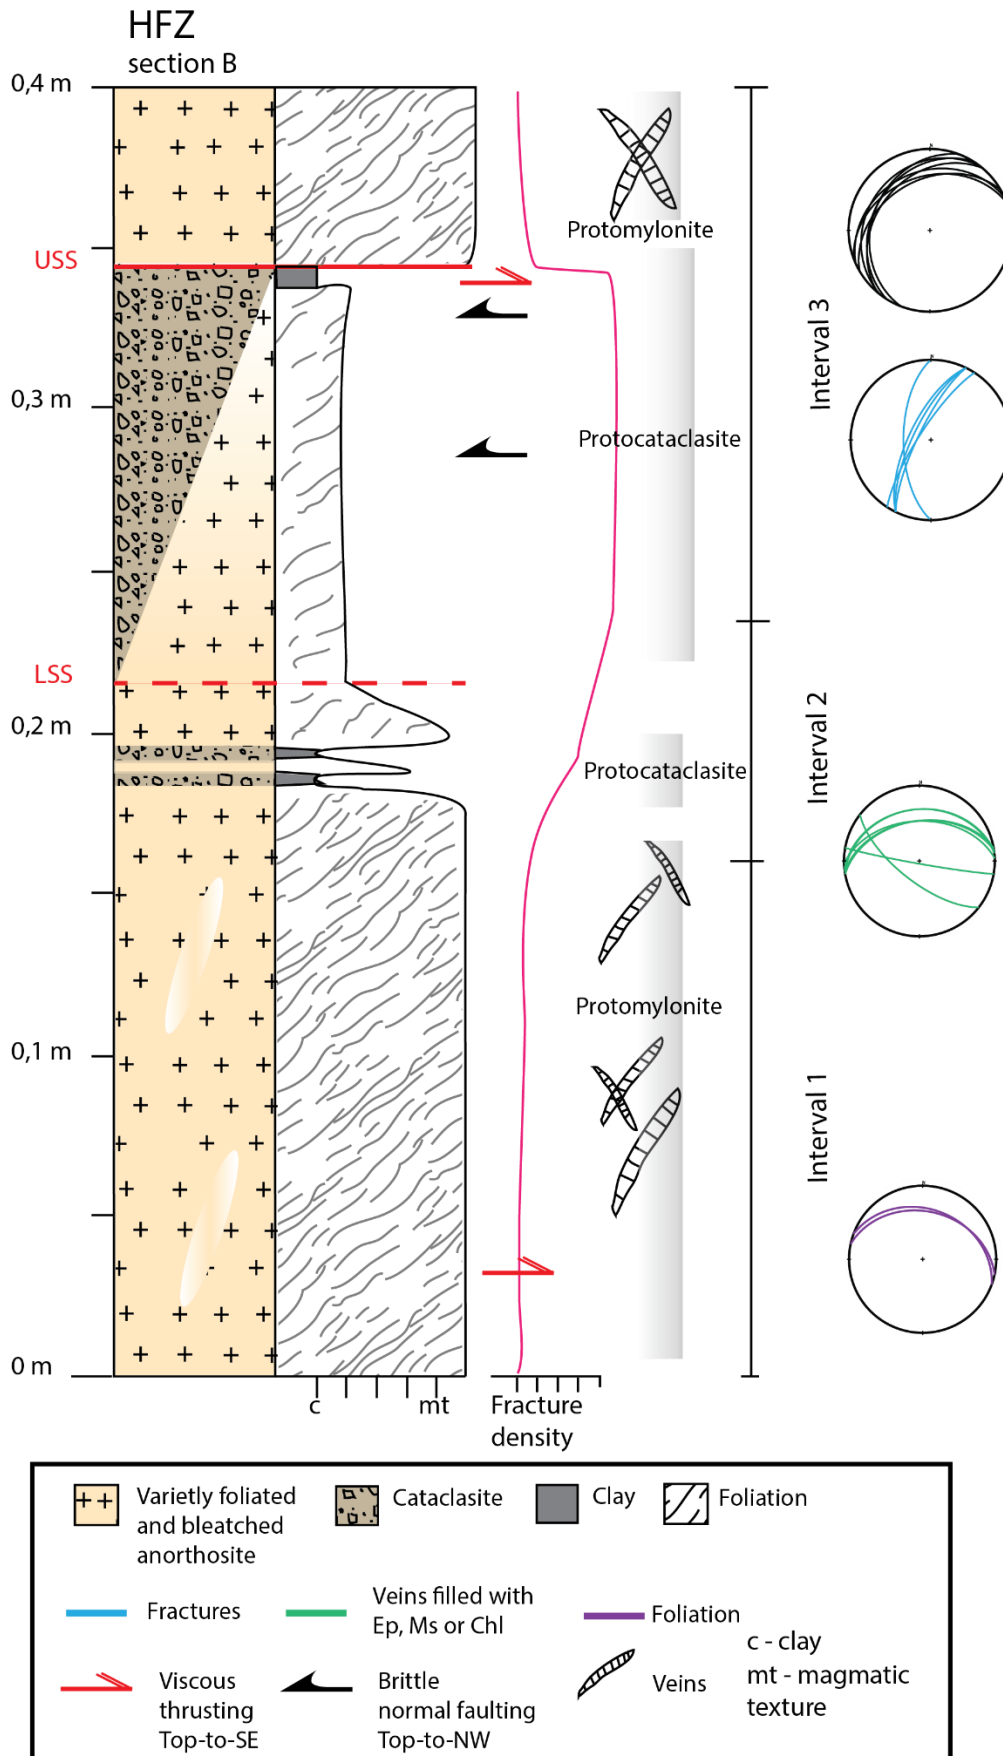 HFZ
section B
0,4 m
USS
0,3 m
LSS
0,2 m
0,1 m
0 m
c
mt
Fracture
density
Protomylonite
Protocataclasite
Protocataclasite
Protomylonite
Interval 3
Interval 2
Interval 1
Varietly foliated
and bleatched
anorthosite
Cataclasite
Clay
Foliation
Fractures
Veins filled with
Ep, Ms or Chl
Foliation
Viscous
thrusting
Top-to-SE
Brittle
normal faulting
Top-to-NW
Veins
c - clay
mt - magmatic
texture